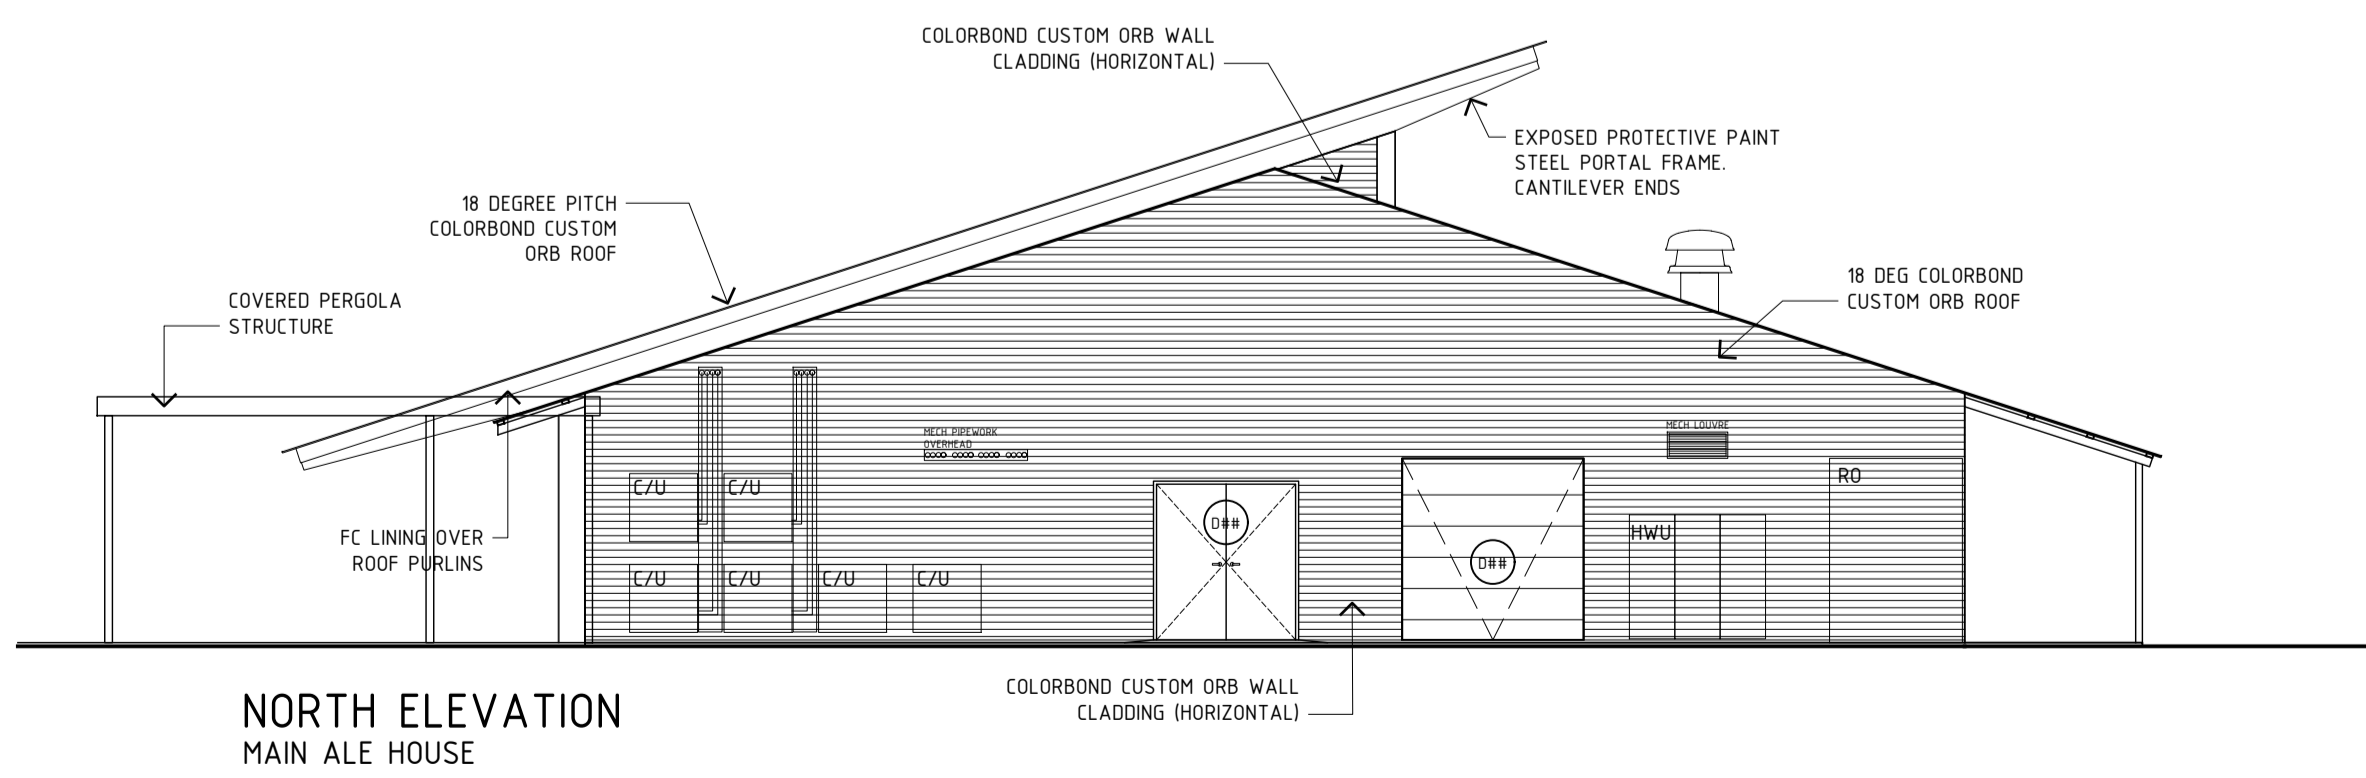 COLORBOND CUSTOM ORB WALL
CLADDING (HORIZONTAL)
EXPOSED PROTECTIVE PAINT
STEEL PORTAL FRAME.
CANTILEVER ENDS
18 DEGREE PITCH
COLORBOND CUSTOM
ORB ROOF
18 DEG COLORBOND
CUSTOM ORB ROOF
COVERED PERGOLA
STRUCTURE
MECH PIPEWORK
OVERHEAD
MECH LOUVRE
C/U
C/U
RO
D##
HWU
FC LINING OVER
ROOF PURLINS
D##
C/U
C/U
C/U
C/U
COLORBOND CUSTOM ORB WALL
CLADDING (HORIZONTAL)
NORTH ELEVATION
MAIN ALE HOUSE